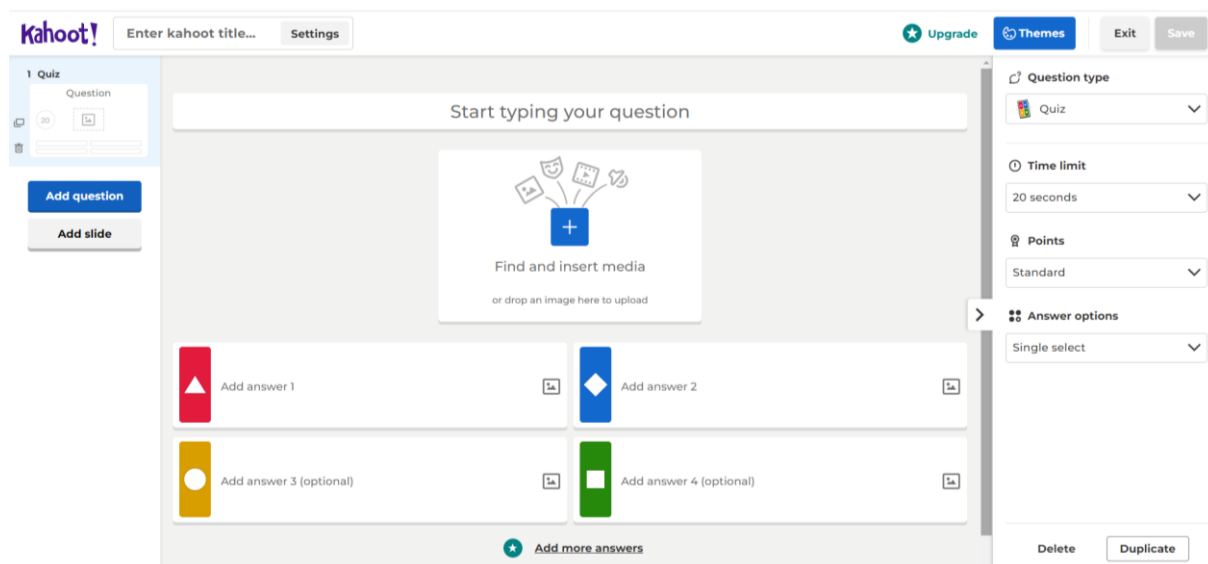 Kahoot!
Enter kahoot title...
Settings
Upgrade
Themes
Exit
Save
1 Quiz
Question
20
Add question
Add slide
Start typing your question
Find and insert media
or drop an image here to upload
Add answer 1
Add answer 2
Add answer 3 (optional)
Add answer 4 (optional)
Add more answers
Question type
Quiz
Time limit
20 seconds
Points
Standard
Answer options
Single select
Delete
Duplicate